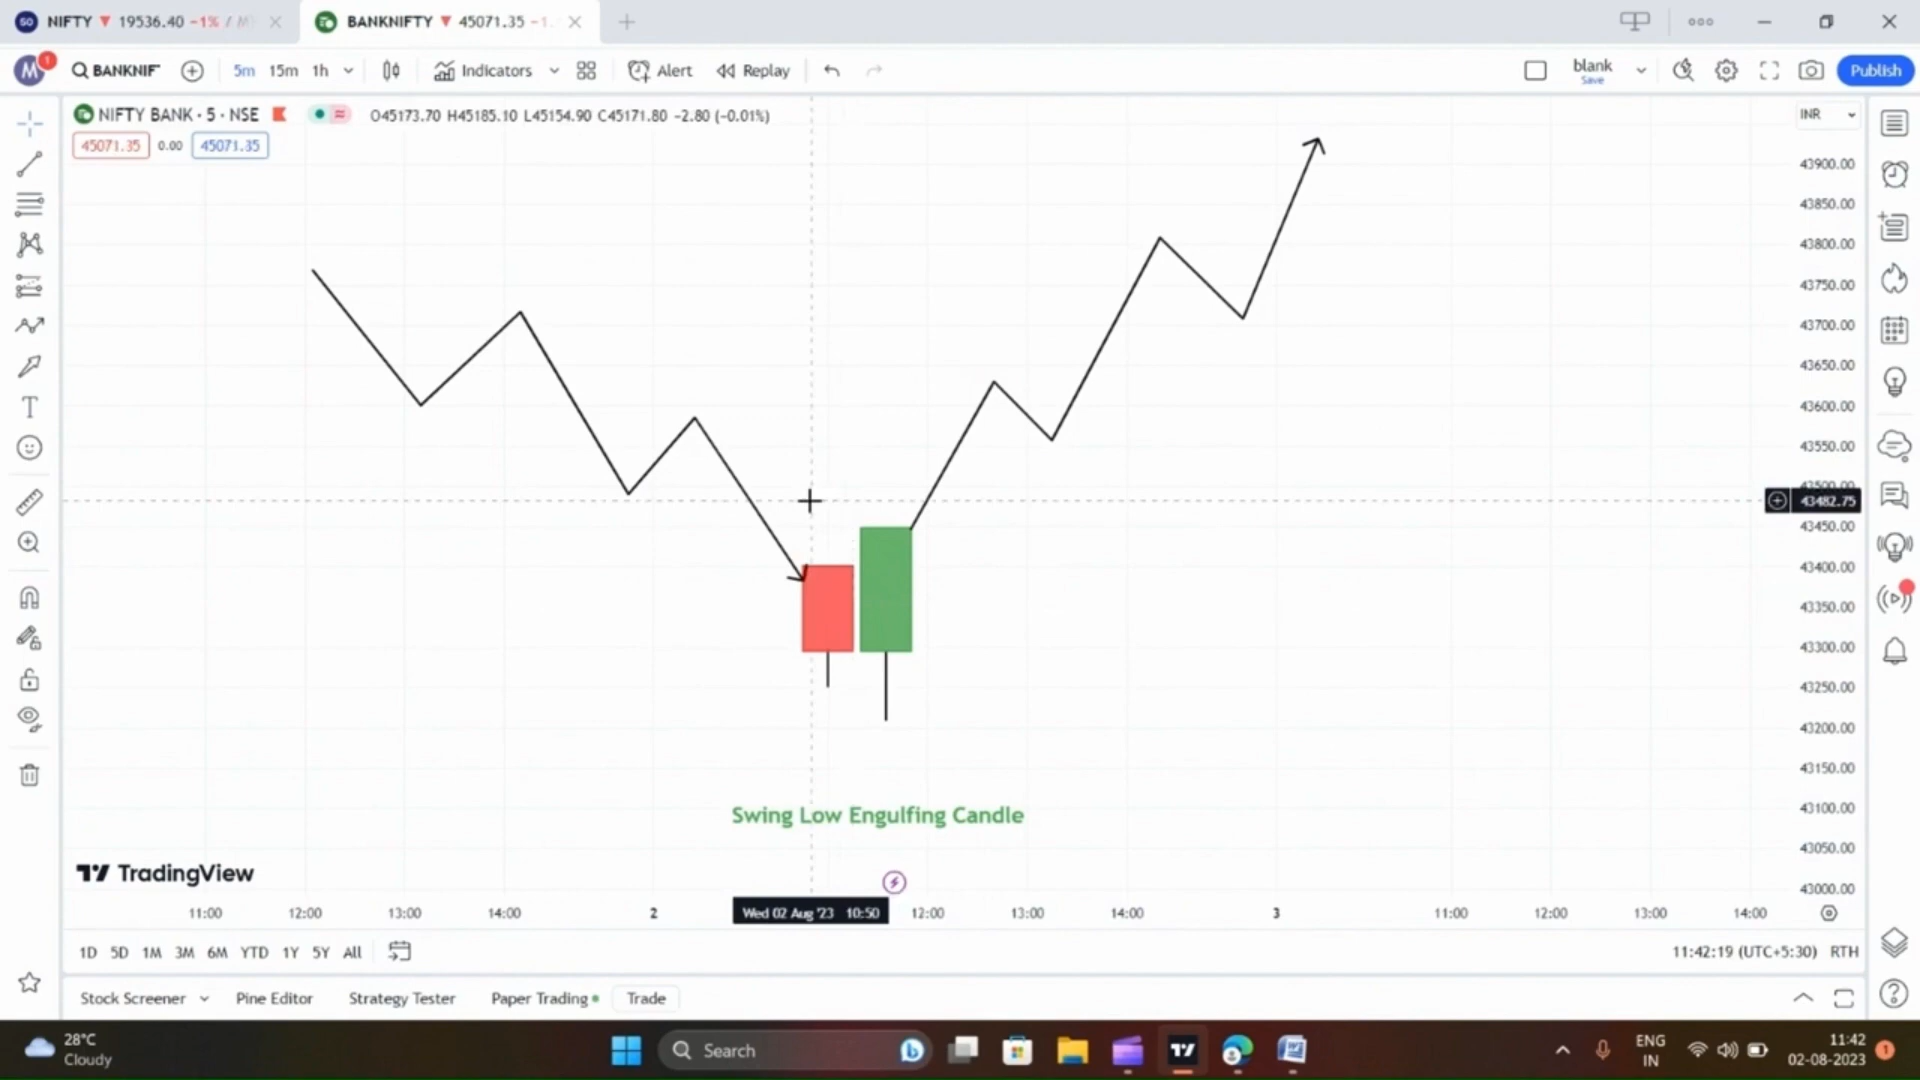 NIFTY ▼ 19536.40 −1% / M
BANKNIFTY ▼ 45071.35 −1.
M 1 BANKNIF 5m 15m 1h Indicators Alert Replay blank Save Publish
NIFTY BANK · 5 · NSE O45173.70 H45185.10 L45154.90 C45171.80 −2.80 (−0.01%)
INR
45071.35 0.00 45071.35
43900.00
43850.00
43800.00
43750.00
43700.00
43650.00
43600.00
43550.00
43500.00
43482.75
43450.00
43400.00
43350.00
43300.00
43250.00
43200.00
43150.00
43100.00
43050.00
43000.00
Swing Low Engulfing Candle
TradingView
11:00 12:00 13:00 14:00 2 Wed 02 Aug '23 10:50 12:00 13:00 14:00 3 11:00 12:00 13:00 14:00
1D 5D 1M 3M 6M YTD 1Y 5Y All 11:42:19 (UTC+5:30) RTH
Stock Screener Pine Editor Strategy Tester Paper Trading Trade
28°C
Cloudy
Search
ENG
IN
11:42
02-08-2023
1